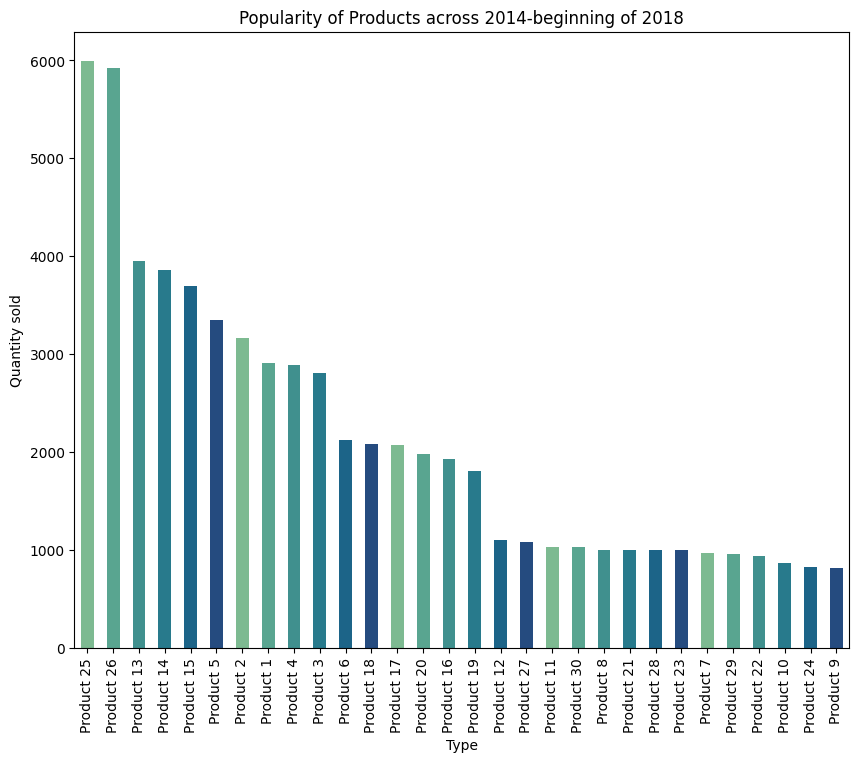 Popularity of Products across 2014-beginning of 2018
Quantity sold
6000
5000
4000
3000
2000
1000
0
Product 25
Product 26
Product 13
Product 14
Product 15
Product 5
Product 2
Product 1
Product 4
Product 3
Product 6
Product 18
Product 17
Product 20
Product 16
Product 19
Product 12
Product 27
Product 11
Product 30
Product 8
Product 21
Product 28
Product 23
Product 7
Product 29
Product 22
Product 10
Product 24
Product 9
Type